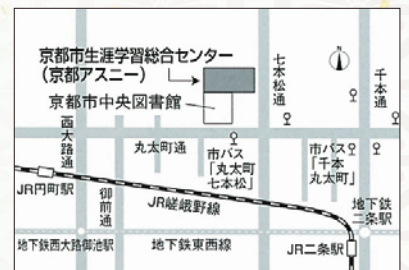 京都市生涯学習総合センター
(京都アスニー)
京都市中央図書館
七本松通
N
千本通
西大路通
丸太町通
市バス
「丸太町
七本松」
市バス
「千本
丸太町」
JR円町駅
御前通
JR嵯峨野線
地下鉄
二条駅
地下鉄西大路御池駅
地下鉄東西線
JR二条駅